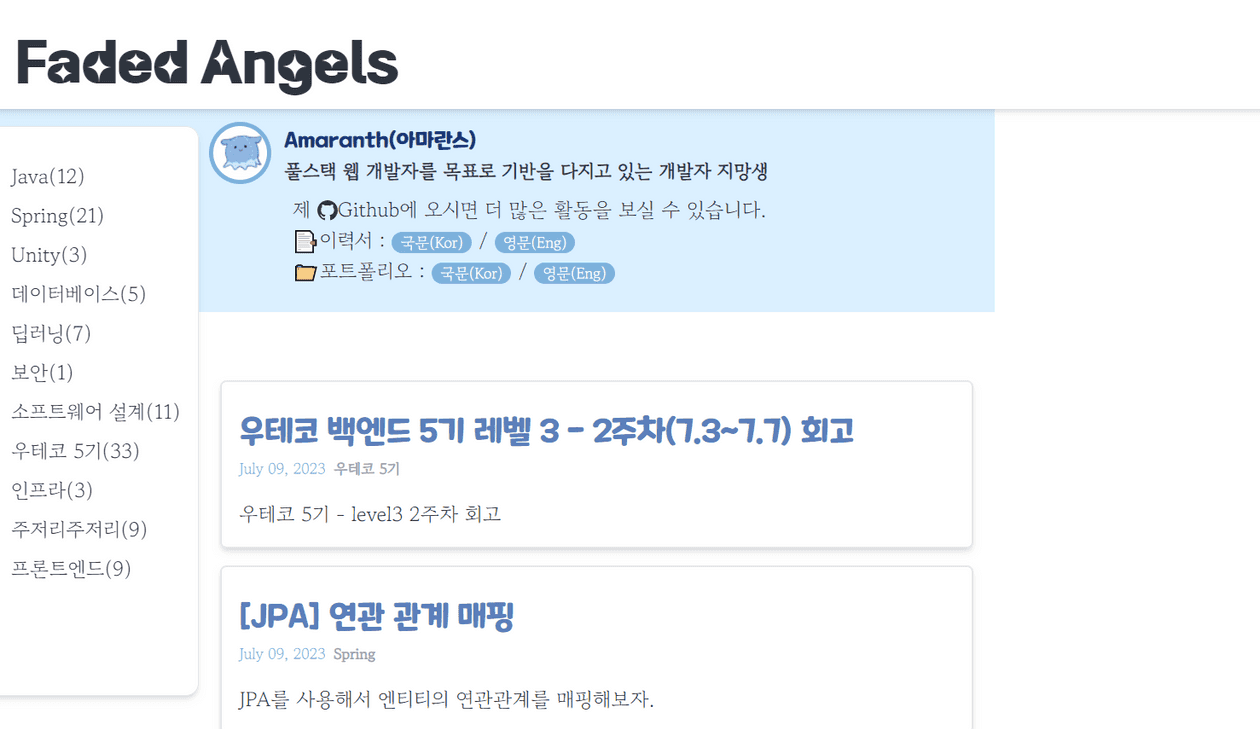 Faded Angels
Java(12)
Spring(21)
Unity(3)
데이터베이스(5)
딥러닝(7)
보안(1)
소프트웨어 설계(11)
우테코 5기(33)
인프라(3)
주저리주저리(9)
프론트엔드(9)
Amaranth(아마란스)
풀스택 웹 개발자를 목표로 기반을 다지고 있는 개발자 지망생
제 Github에 오시면 더 많은 활동을 보실 수 있습니다.
이력서 : 국문(Kor) / 영문(Eng)
포트폴리오 : 국문(Kor) / 영문(Eng)
우테코 백엔드 5기 레벨 3 - 2주차(7.3~7.7) 회고
July 09, 2023 우테코 5기
우테코 5기 - level3 2주차 회고
[JPA] 연관 관계 매핑
July 09, 2023 Spring
JPA를 사용해서 엔티티의 연관관계를 매핑해보자.